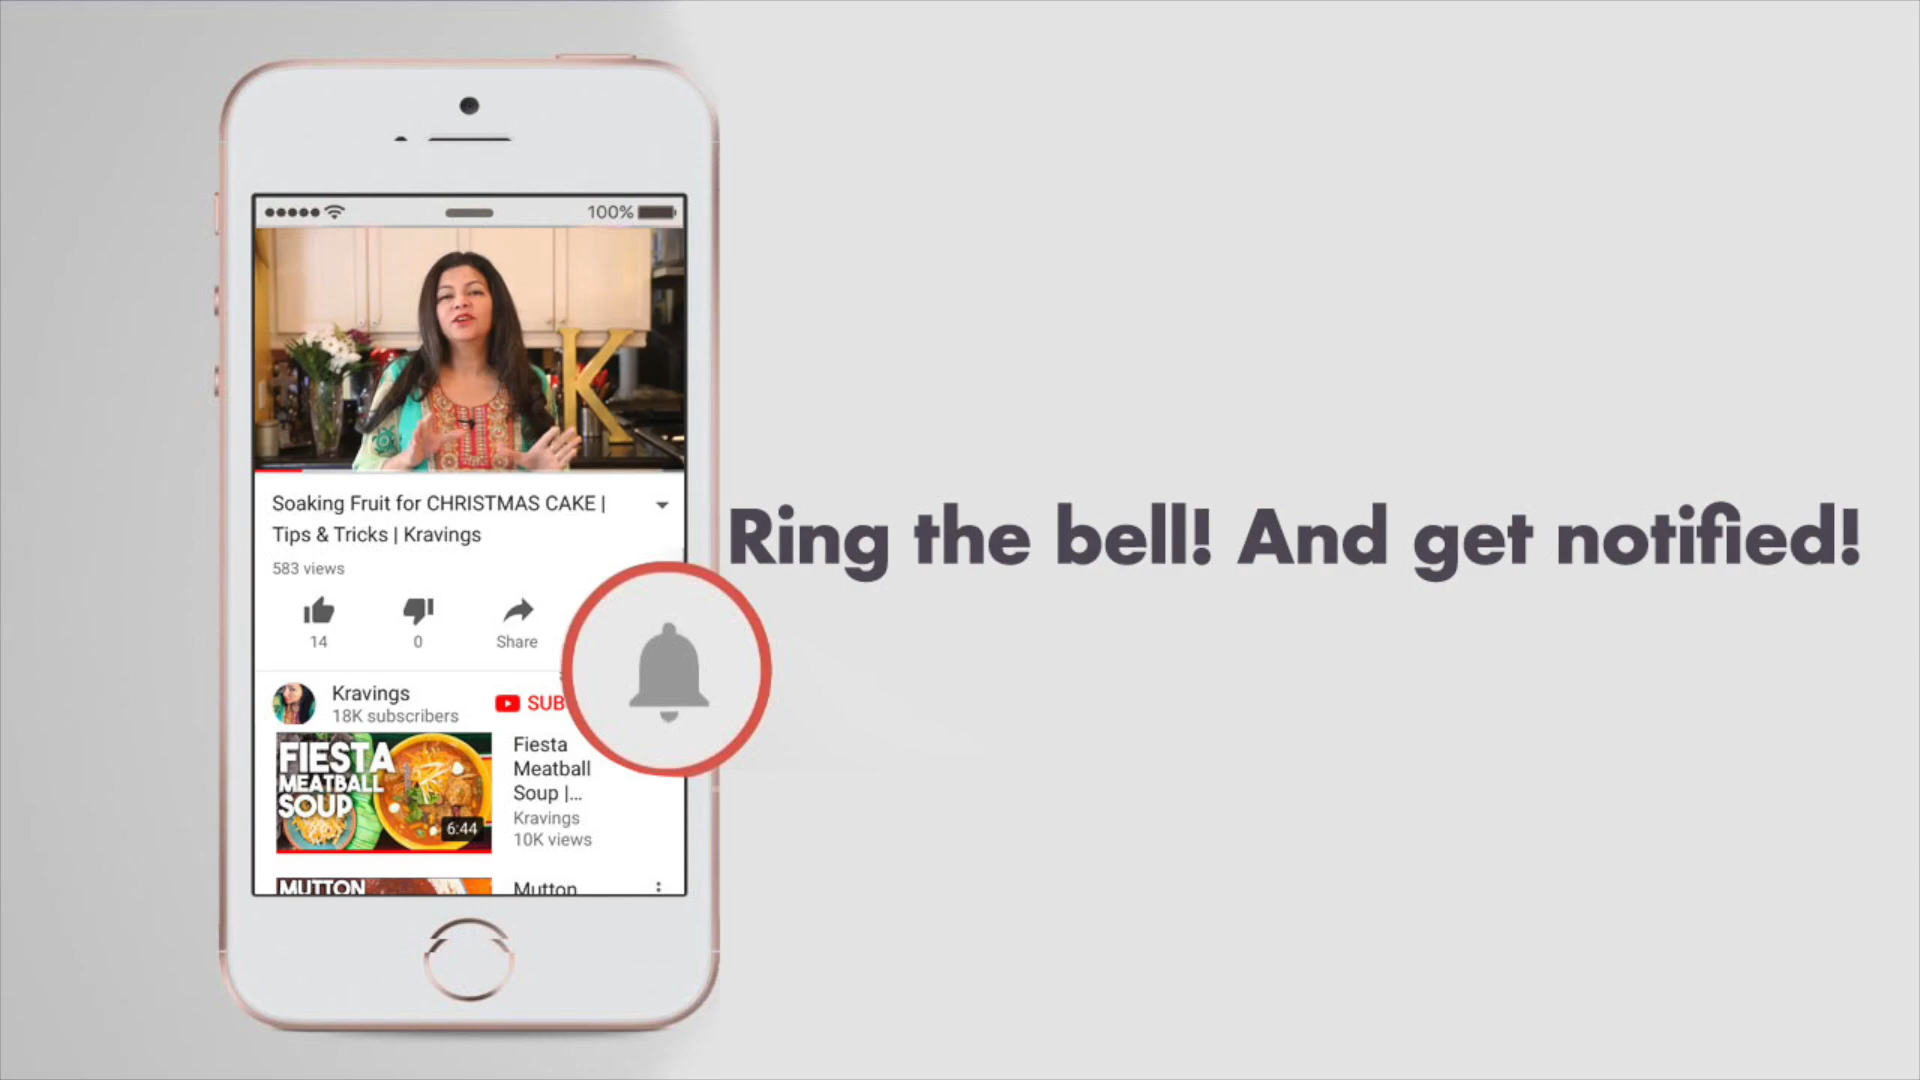 100%
K
Soaking Fruit for CHRISTMAS CAKE |
Tips & Tricks | Kravings
583 views
14
0
Share
Kravings
18K subscribers
SUB
FIESTA
MEATBALL
SOUP
6:44
Fiesta
Meatball
Soup |...
Kravings
10K views
MUTTON
Mutton
Ring the bell! And get notified!